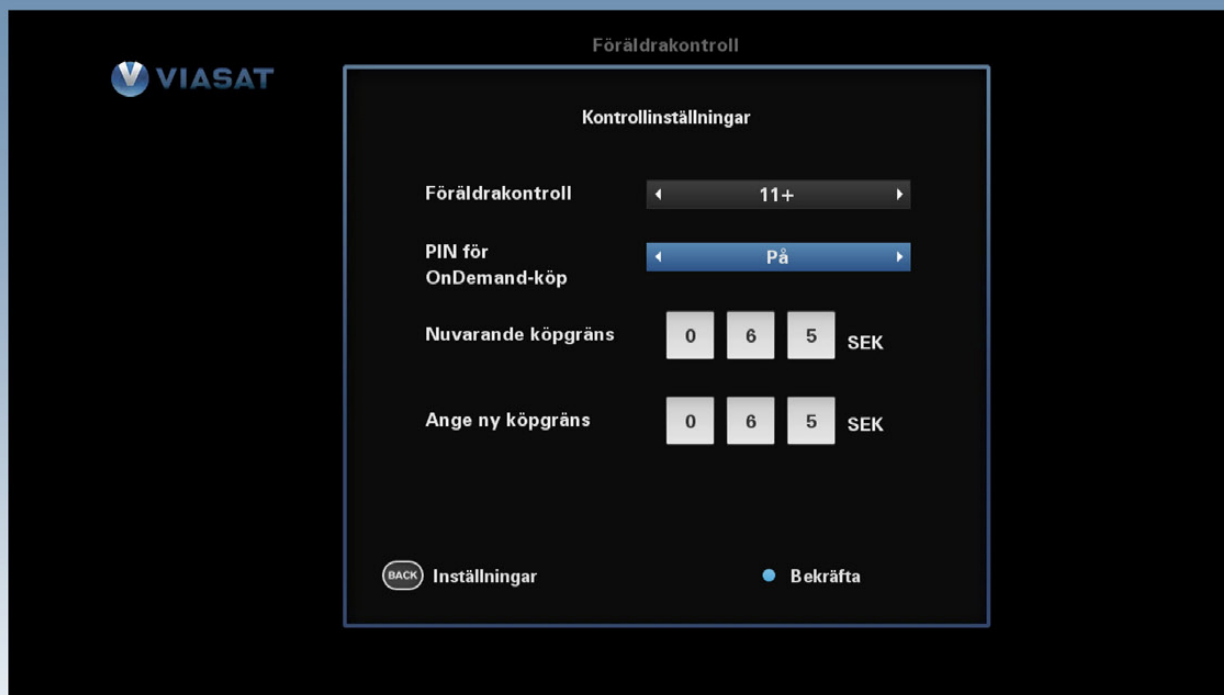 Föräldrakontroll
VIASAT
Kontrollinställningar
Föräldrakontroll 11+
PIN för
OnDemand-köp På
Nuvarande köpgräns 0 6 5 SEK
Ange ny köpgräns 0 6 5 SEK
BACK Inställningar Bekräfta